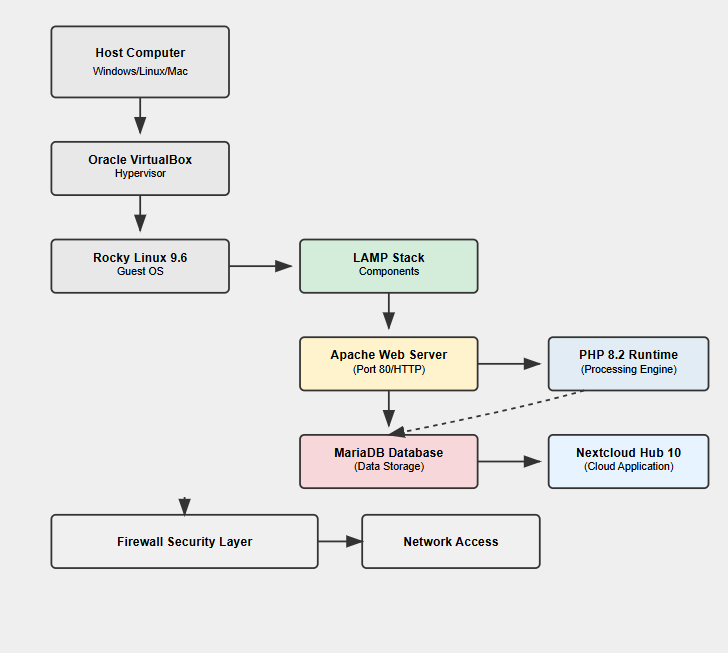 Host Computer
Windows/Linux/Mac
Oracle VirtualBox
Hypervisor
Rocky Linux 9.6
Guest OS
LAMP Stack
Components
Apache Web Server
(Port 80/HTTP)
PHP 8.2 Runtime
(Processing Engine)
MariaDB Database
(Data Storage)
Nextcloud Hub 10
(Cloud Application)
Firewall Security Layer
Network Access